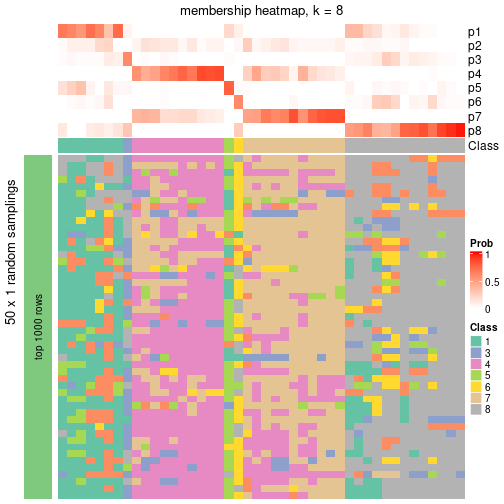 membership heatmap, k = 8
p1
p2
p3
p4
p5
p6
p7
p8
Class
50 x 1 random samplings
top 1000 rows
Prob
1
0.5
0
Class
1
3
4
5
6
7
8